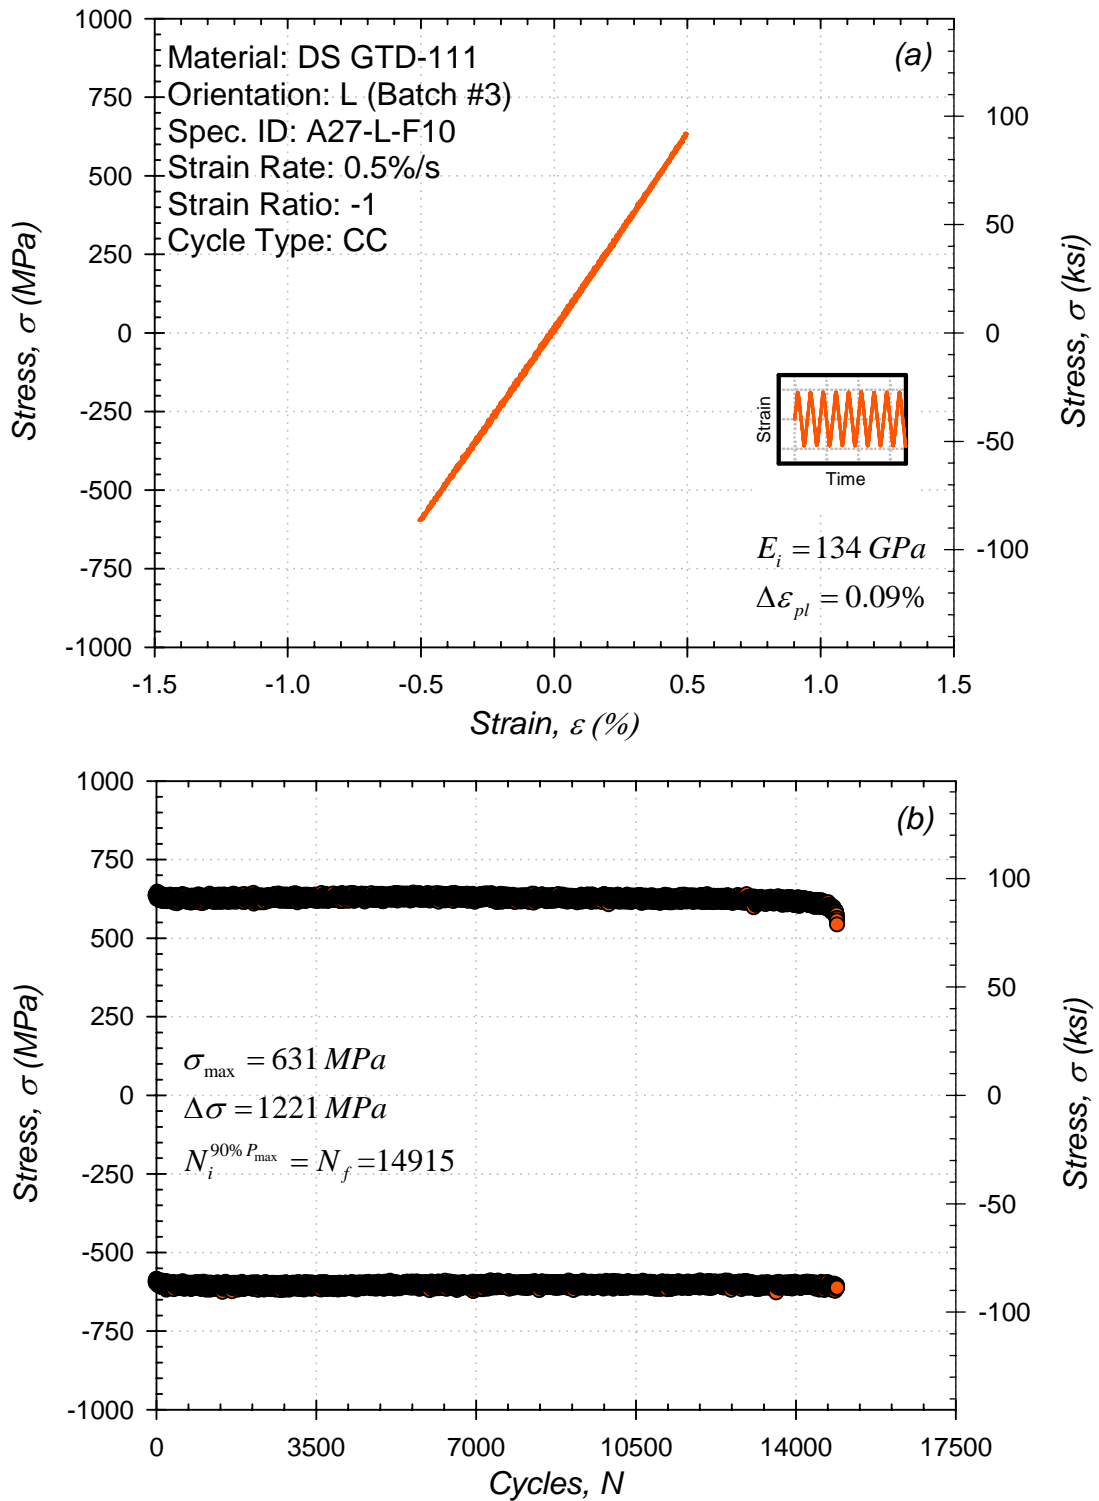 (a)
Material: DS GTD-111
Orientation: L (Batch #3)
Spec. ID: A27-L-F10
Strain Rate: 0.5%/s
Strain Ratio: -1
Cycle Type: CC
1000
750
500
250
0
-250
-500
-750
-1000
Stress, σ (MPa)
100
50
0
-50
-100
Stress, σ (ksi)
Strain
Time
E_i = 134 GPa
Δε_pl = 0.09%
-1.5 -1.0 -0.5 0.0 0.5 1.0 1.5
Strain, ε (%)
(b)
1000
750
500
250
0
-250
-500
-750
-1000
Stress, σ (MPa)
100
50
0
-50
-100
Stress, σ (ksi)
σ_max = 631 MPa
Δσ = 1221 MPa
N_i^{90% P_max} = N_f =14915
0 3500 7000 10500 14000 17500
Cycles, N